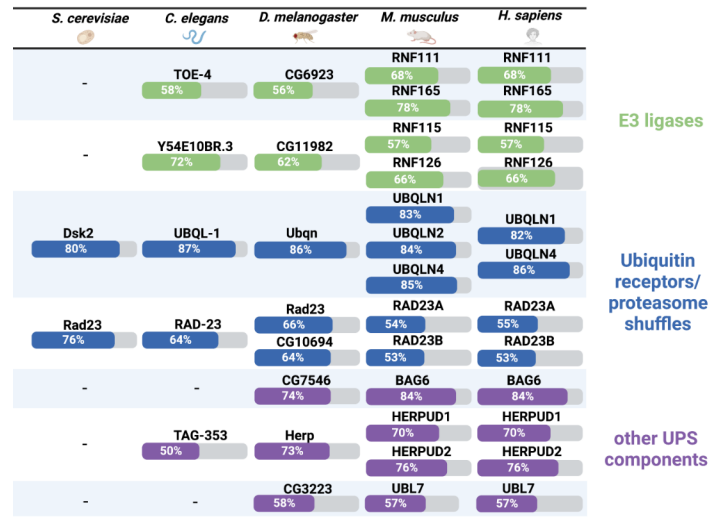 S. cerevisiae C. elegans D. melanogaster M. musculus H. sapiens
RNF111 RNF111
TOE-4 CG6923 68% 68%
- 58% 56% RNF165 RNF165
78% 78%
E3 ligases
RNF115 RNF115
Y54E10BR.3 CG11982 57% 57%
- 72% 62% RNF126 RNF126
66% 66%
UBQLN1
83% UBQLN1
Dsk2 UBQL-1 Ubqn UBQLN2 82%
80% 87% 86% 84% UBQLN4
UBQLN4 86%
85%
Ubiquitin
receptors/
proteasome
shuffles
Rad23 RAD23A RAD23A
Rad23 RAD-23 66% 54% 55%
76% 64% CG10694 RAD23B RAD23B
64% 53% 53%
CG7546 BAG6 BAG6
- - 74% 84% 84%
HERPUD1 HERPUD1
TAG-353 Herp 70% 70%
- 50% 73% HERPUD2 HERPUD2
76% 76%
other UPS
components
CG3223 UBL7 UBL7
- - 58% 57% 57%